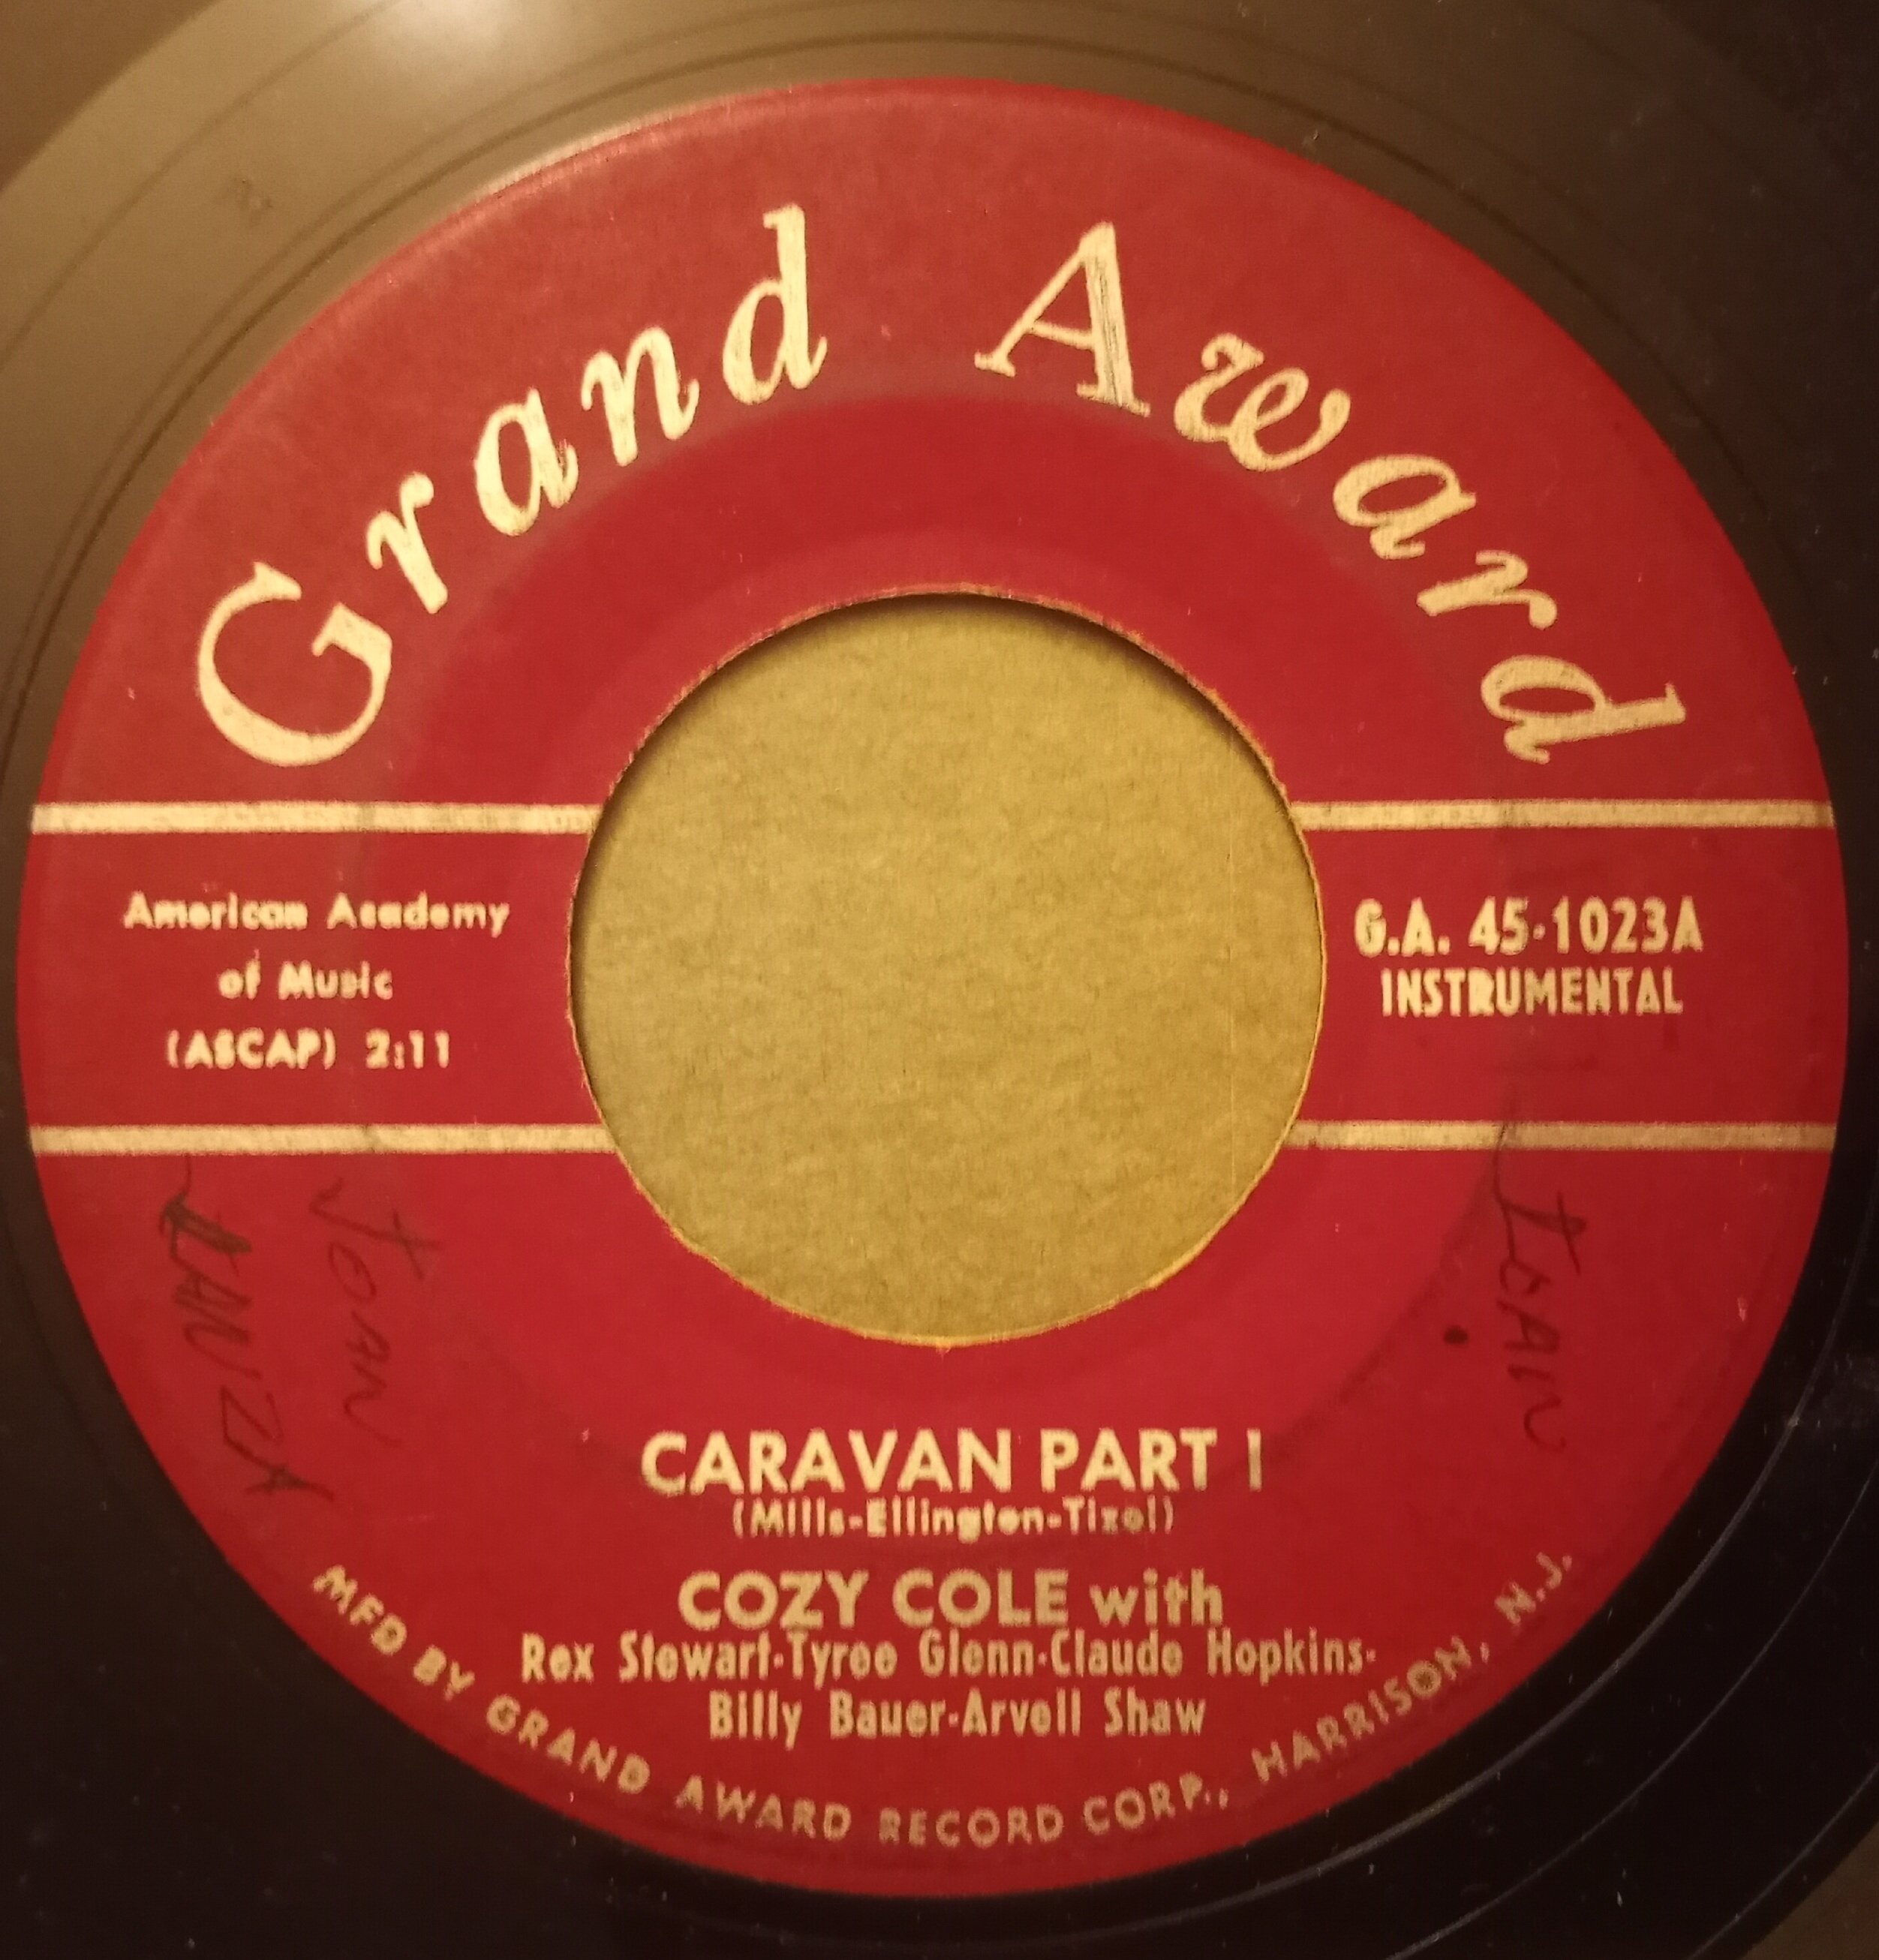 Grand Award
American Academy
of Music
(ASCAP) 2:11
G.A. 45-1023A
INSTRUMENTAL
JOAN
JOAN
CARAVAN PART I
(Mills-Ellington-Tizol)
COZY COLE with
Rex Stewart-Tyree Glenn-Claude Hopkins-
Billy Bauer-Arvell Shaw
MFD BY GRAND AWARD RECORD CORP., HARRISON, N.J.